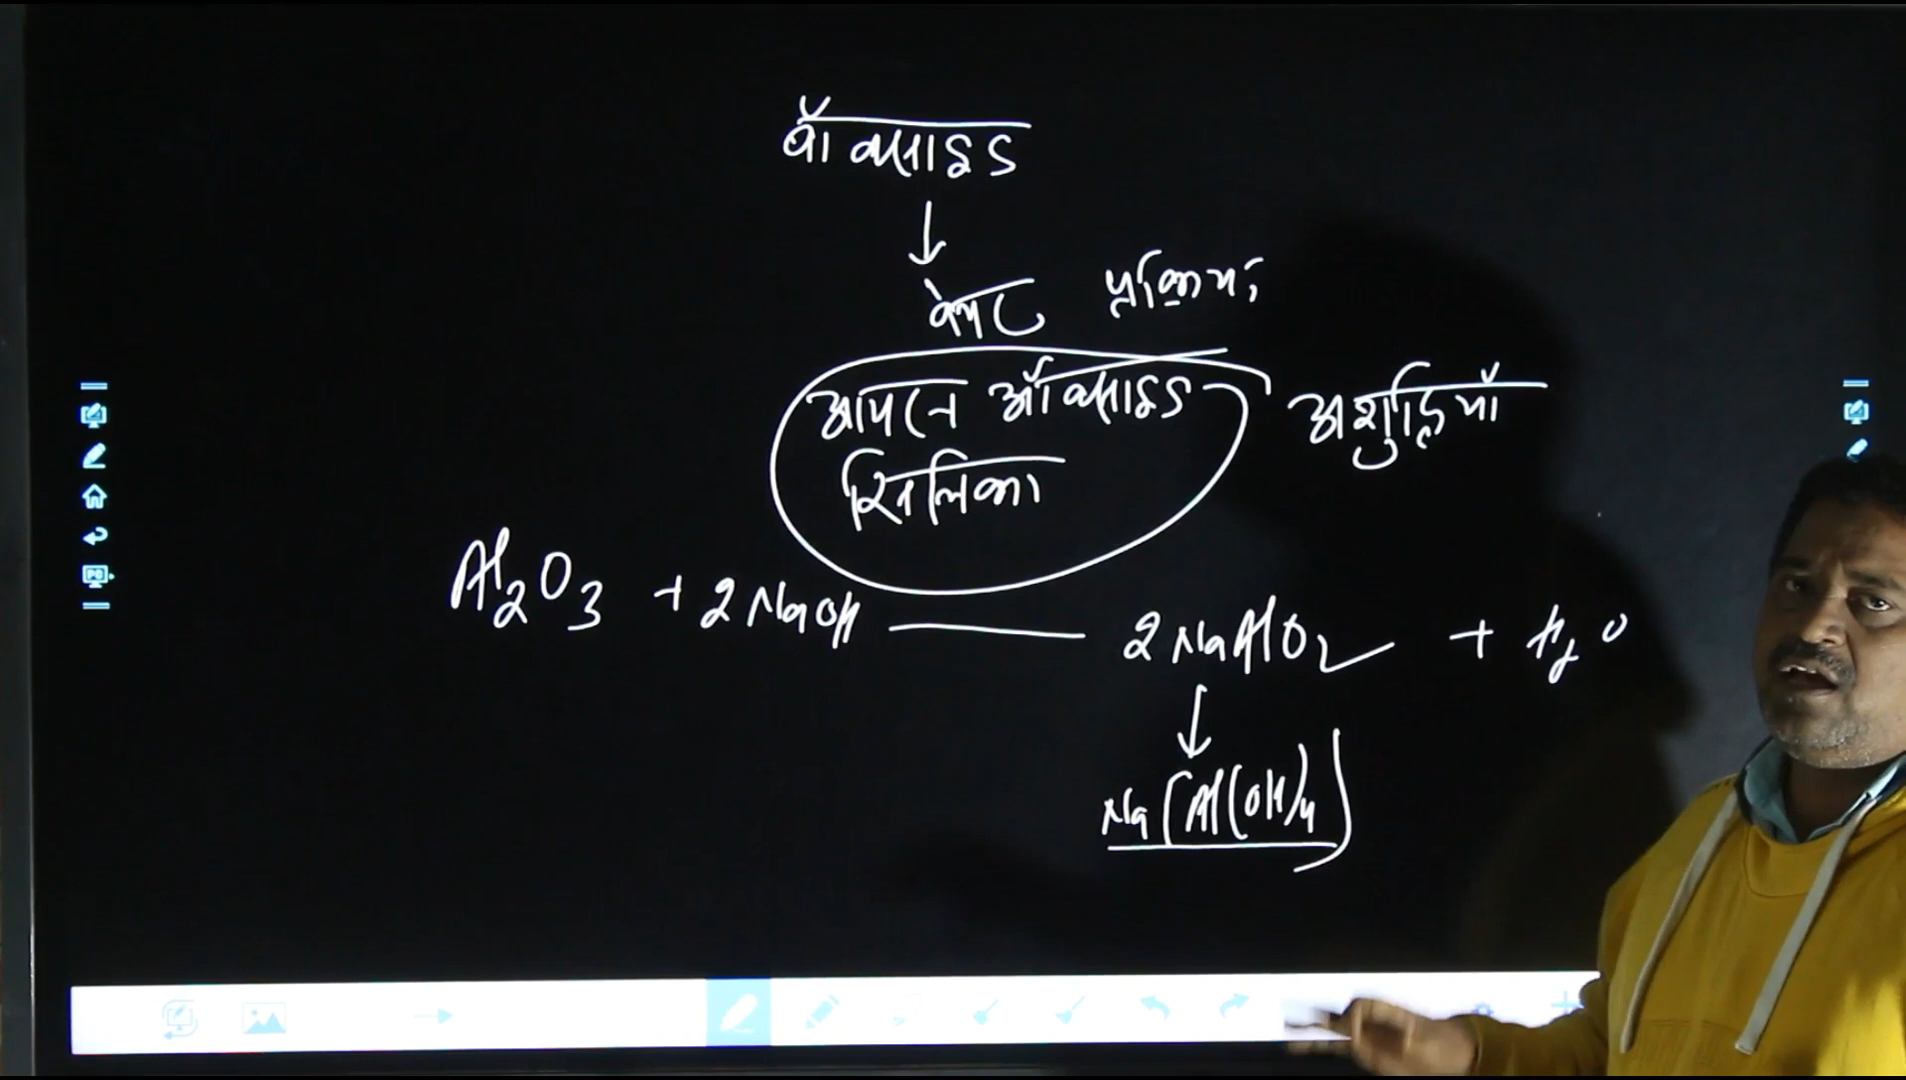 बॉक्साइड
↓
वेयर प्रक्रिया
आयरन ऑक्साइड अशुद्धियाँ
सिलिका
Al₂O₃ + 2NaOH —— 2NaAlO₂ + H₂O
↓
Na[Al(OH)₄]